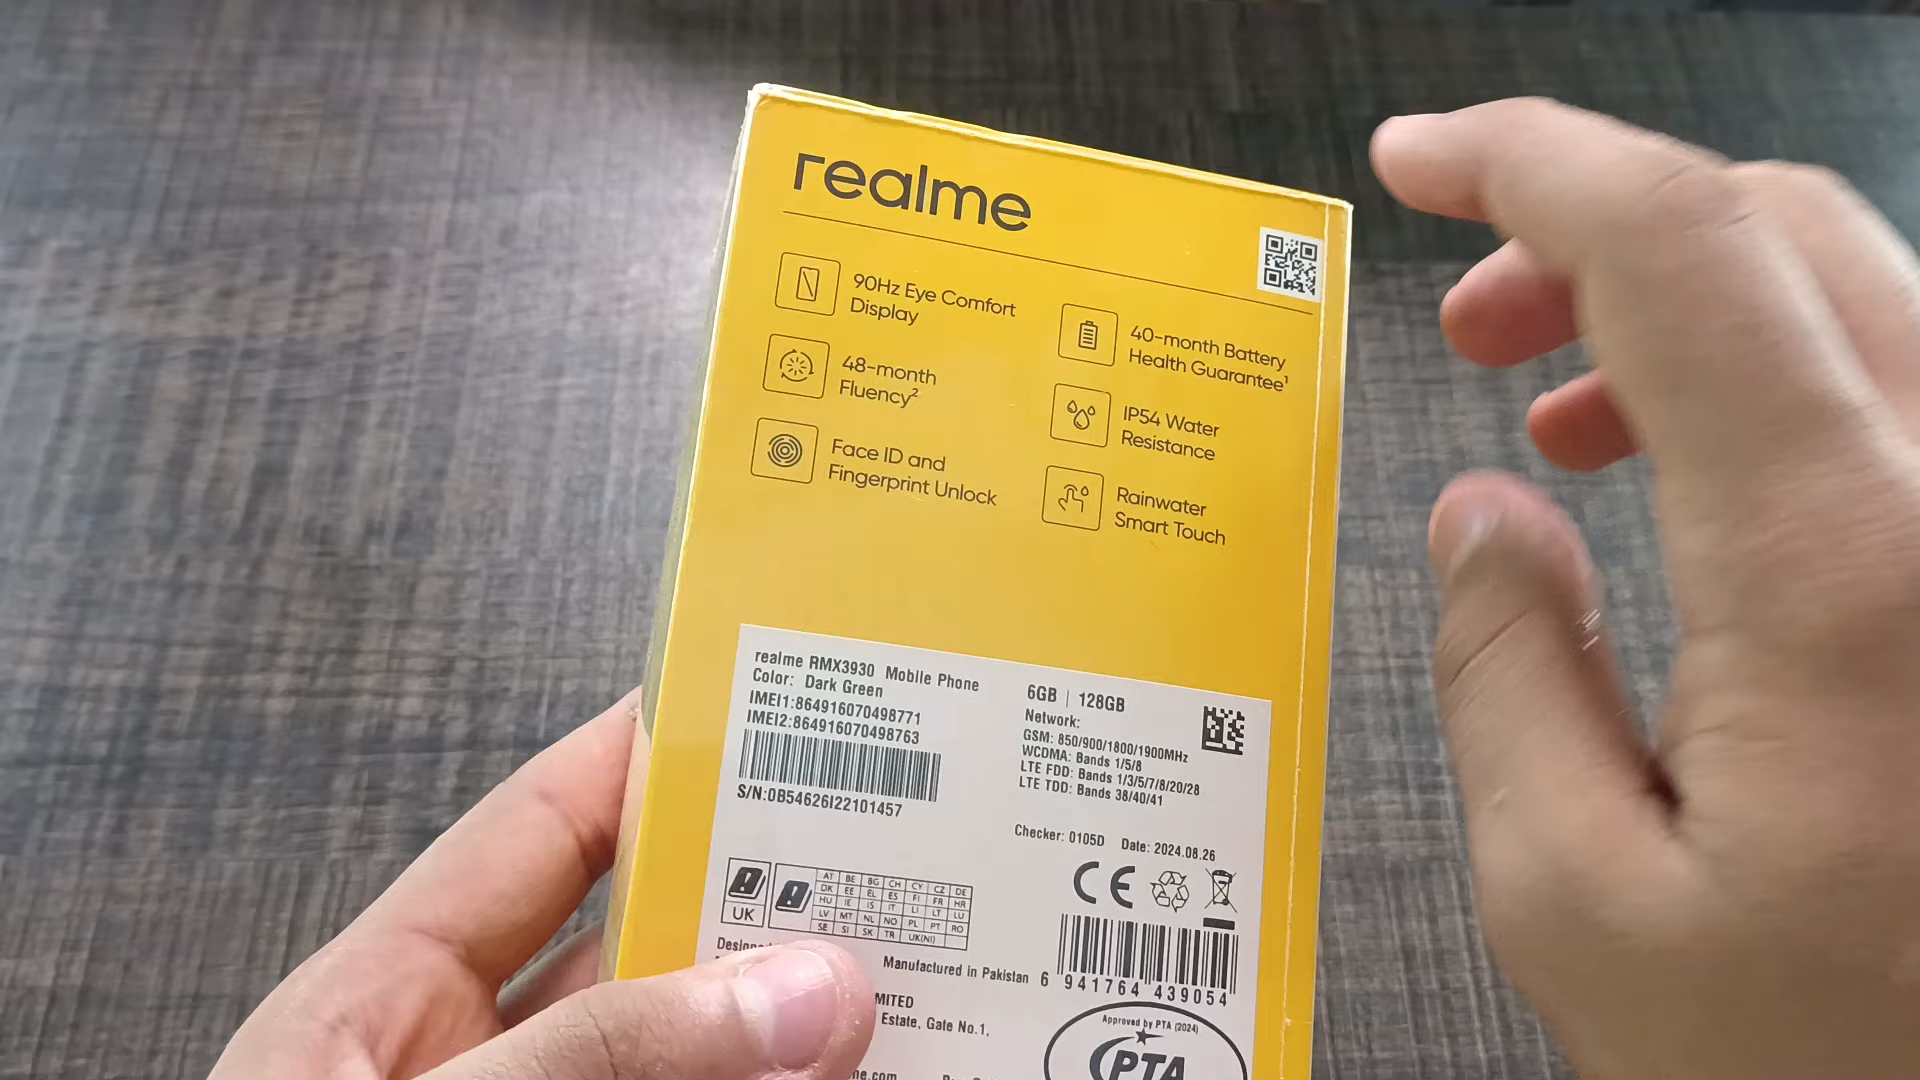 realme
90Hz Eye Comfort
Display
48-month
Fluency²
Face ID and
Fingerprint Unlock
40-month Battery
Health Guarantee¹
IP54 Water
Resistance
Rainwater
Smart Touch
realme RMX3930 Mobile Phone
Color: Dark Green
IMEI1:864916070498771
IMEI2:864916070498763
S/N:0B54626I22101457
6GB | 128GB
Network:
GSM: 850/900/1800/1900MHz
WCDMA: Bands 1/5/8
LTE FDD: Bands 1/3/5/7/8/20/28
LTE TDD: Bands 38/40/41
Checker: 0105D Date: 2024.08.26
CE
UK
AT BE BG CH CY CZ DE
DK EE EL ES FI FR HR
HU IE IS IT LI LT LU
LV MT NL NO PL PT RO
SE SI SK TR UK(NI)
Manufactured in Pakistan
6 941764 439054
Estate, Gate No.1,
Approved by PTA (2024)
PTA